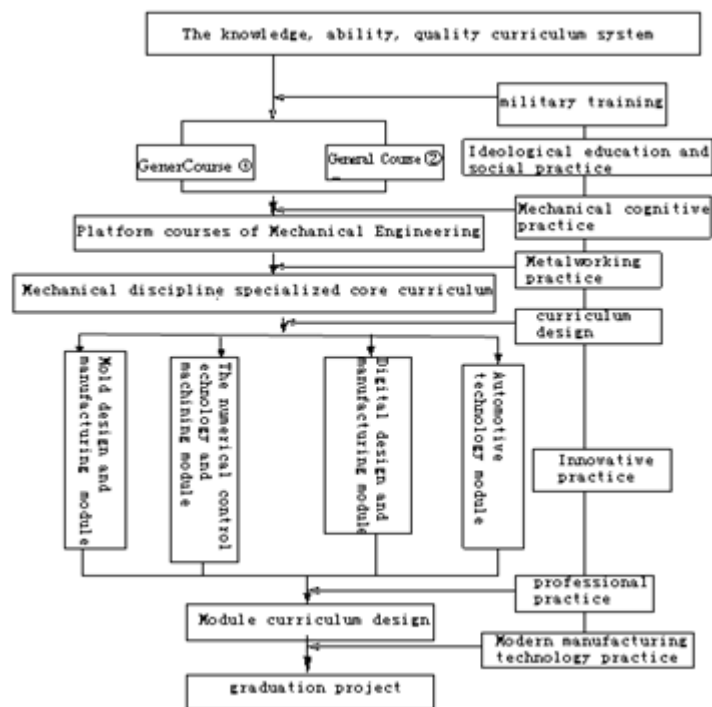 The knowledge, ability, quality curriculum system
military training
GenerCourse ①
General Course ②
Ideological education and
social practice
Mechanical cognitive
practice
Platform courses of Mechanical Engineering
Metalworking
practice
Mechanical discipline specialized core curriculum
curriculum
design
Mold design and
manufacturing module
The numerical control
echnology and
machining module
Digital design and
manufacturing module
Automotive
technology module
Innovative
practice
professional
practice
Module curriculum design
Modern manufacturing
technology practice
graduation project